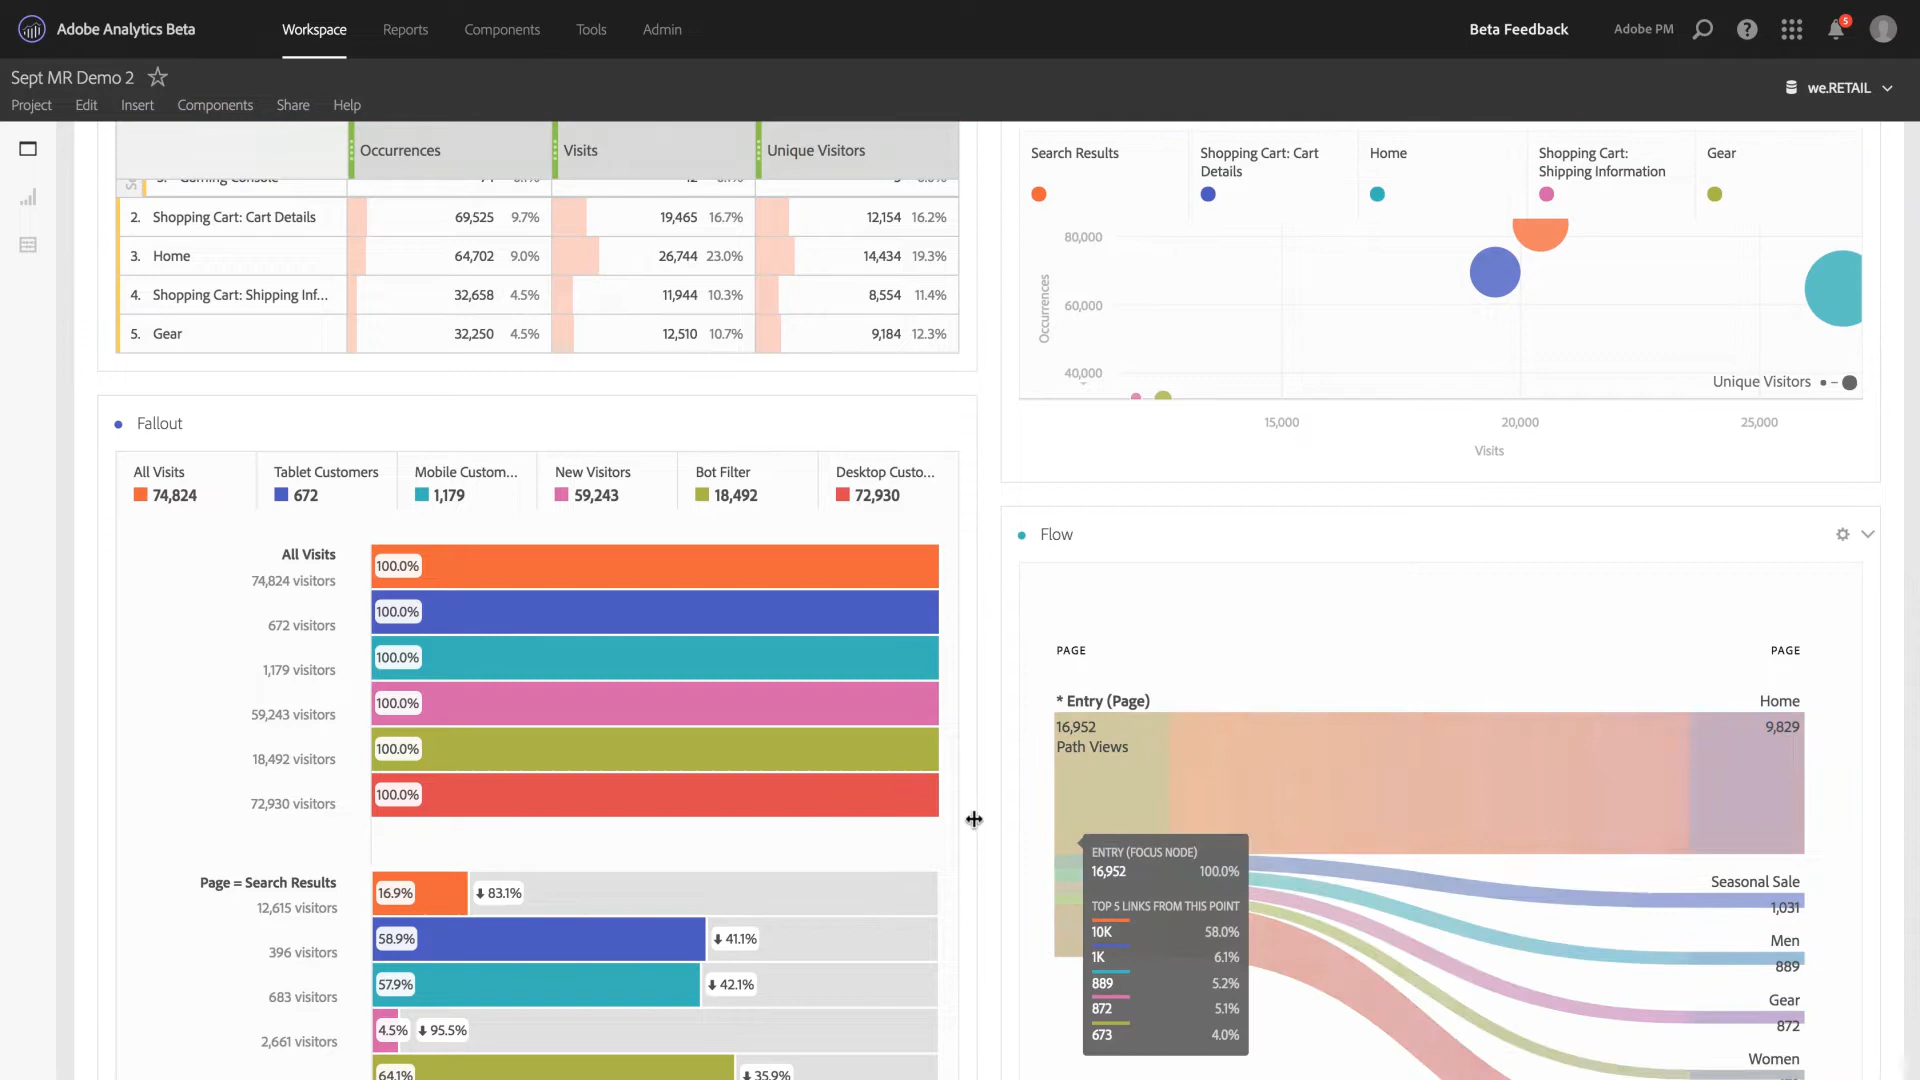 Adobe Analytics Beta
Workspace
Reports
Components
Tools
Admin
Beta Feedback
Adobe PM
5
Sept MR Demo 2
Project
Edit
Insert
Components
Share
Help
we.RETAIL
Occurrences
Visits
Unique Visitors
2. Shopping Cart: Cart Details 69,525 9.7% 19,465 16.7% 12,154 16.2%
3. Home 64,702 9.0% 26,744 23.0% 14,434 19.3%
4. Shopping Cart: Shipping Inf... 32,658 4.5% 11,944 10.3% 8,554 11.4%
5. Gear 32,250 4.5% 12,510 10.7% 9,184 12.3%
Search Results
Shopping Cart: Cart
Details
Home
Shopping Cart:
Shipping Information
Gear
80,000
60,000
40,000
Occurrences
Unique Visitors
15,000
20,000
25,000
Visits
Fallout
All Visits
74,824
Tablet Customers
672
Mobile Custom...
1,179
New Visitors
59,243
Bot Filter
18,492
Desktop Custo...
72,930
All Visits
74,824 visitors
100.0%
672 visitors
100.0%
1,179 visitors
100.0%
59,243 visitors
100.0%
18,492 visitors
100.0%
72,930 visitors
100.0%
Page = Search Results
12,615 visitors
16.9%
83.1%
396 visitors
58.9%
41.1%
683 visitors
57.9%
42.1%
2,661 visitors
4.5%
95.5%
64.1%
35.9%
Flow
PAGE
PAGE
* Entry (Page)
16,952
Path Views
Home
9,829
ENTRY (FOCUS NODE)
16,952 100.0%
TOP 5 LINKS FROM THIS POINT
10K 58.0%
1K 6.1%
889 5.2%
872 5.1%
673 4.0%
Seasonal Sale
1,031
Men
889
Gear
872
Women